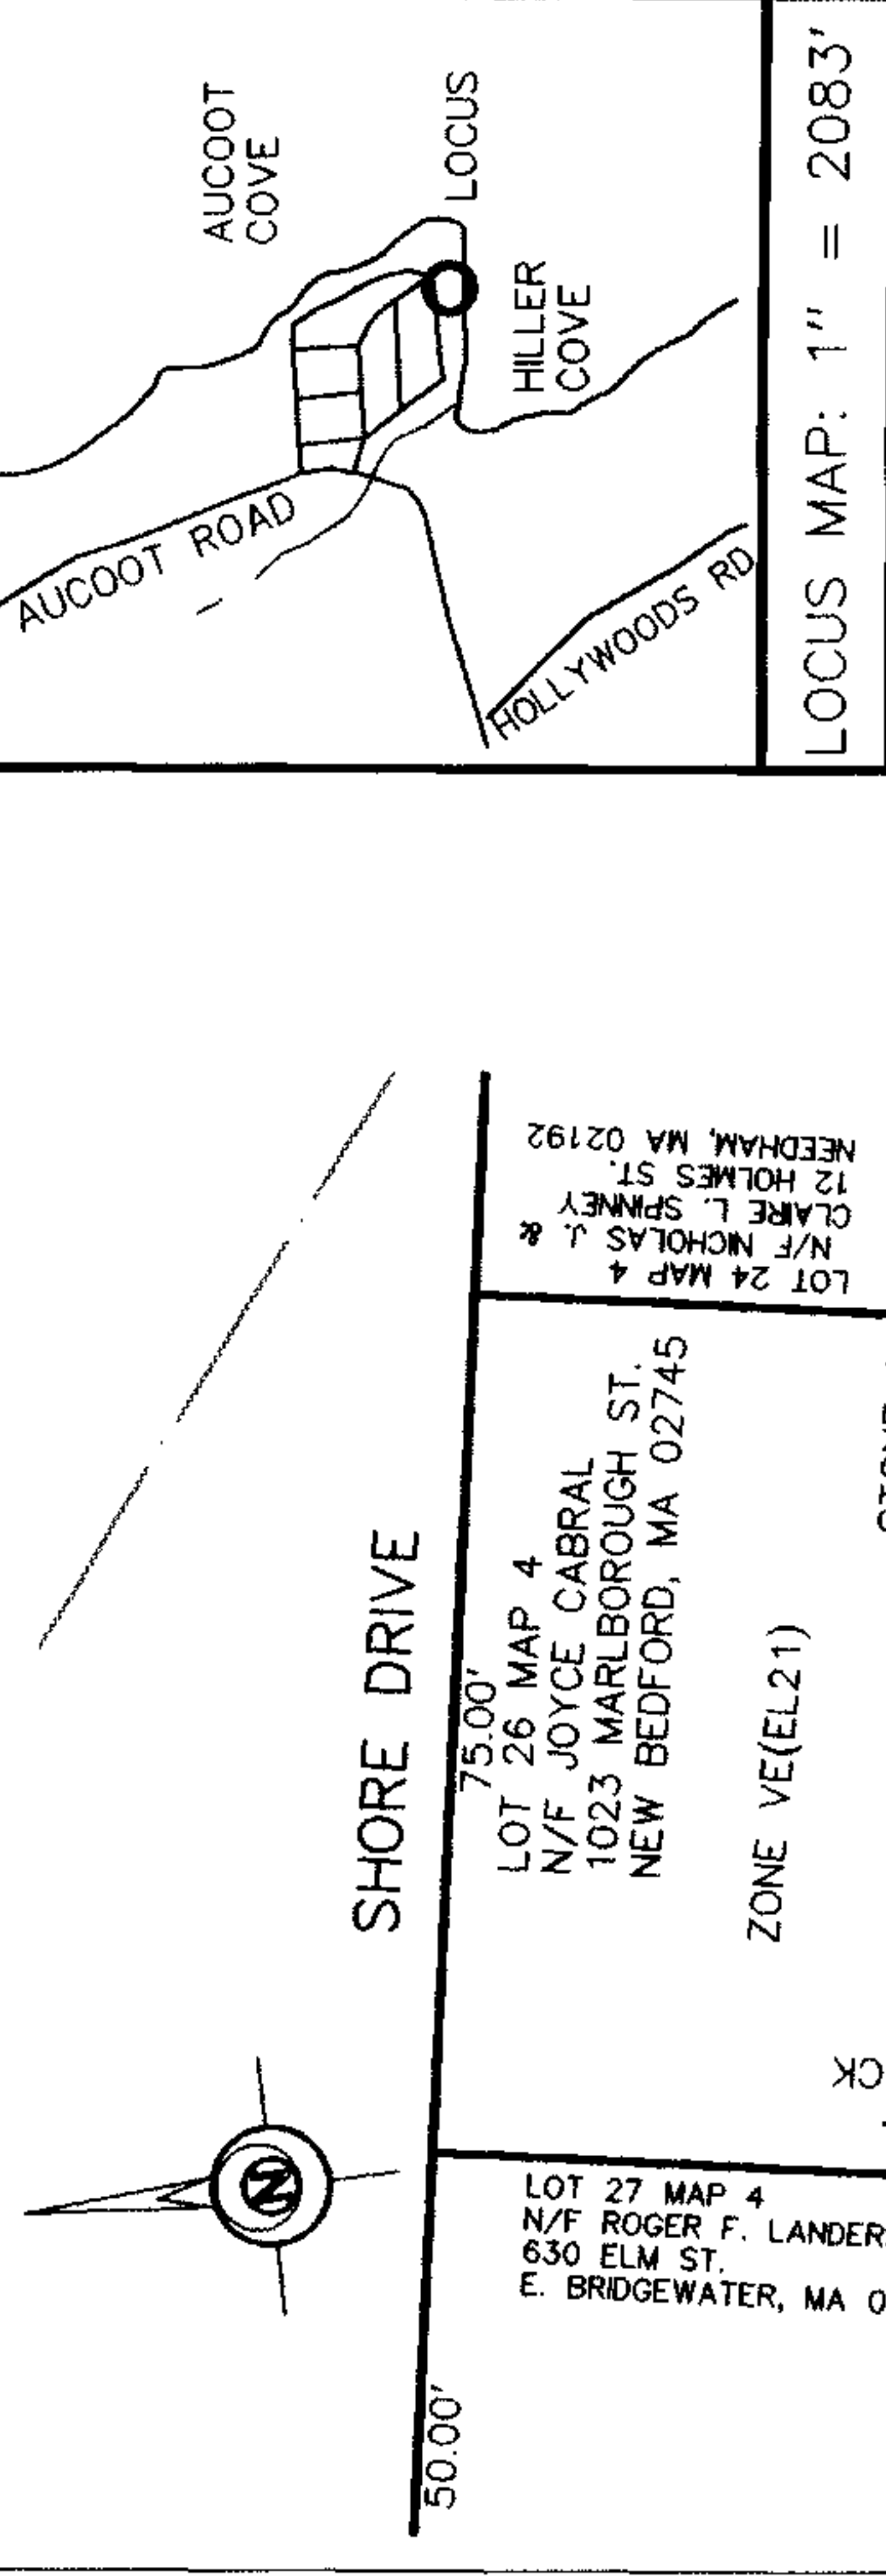 AUCOOT
COVE
LOCUS
HILLER
COVE
AUCOOT ROAD
HOLLYWOODS RD
LOCUS MAP: 1" = 2083'
SHORE DRIVE
N
50.00'
75.00'
LOT 27 MAP 4
N/F ROGER F. LANDER
630 ELM ST.
E. BRIDGEWATER, MA 0
LOT 26 MAP 4
N/F JOYCE CABRAL
1023 MARLBOROUGH ST.
NEW BEDFORD, MA 02745
ZONE VE(EL21)
LOT 24 MAP 4
N/F NICHOLAS J. &
CLAIRE L. SPINNEY
12 HOLMES ST.
NEEDHAM, MA 02192
CK